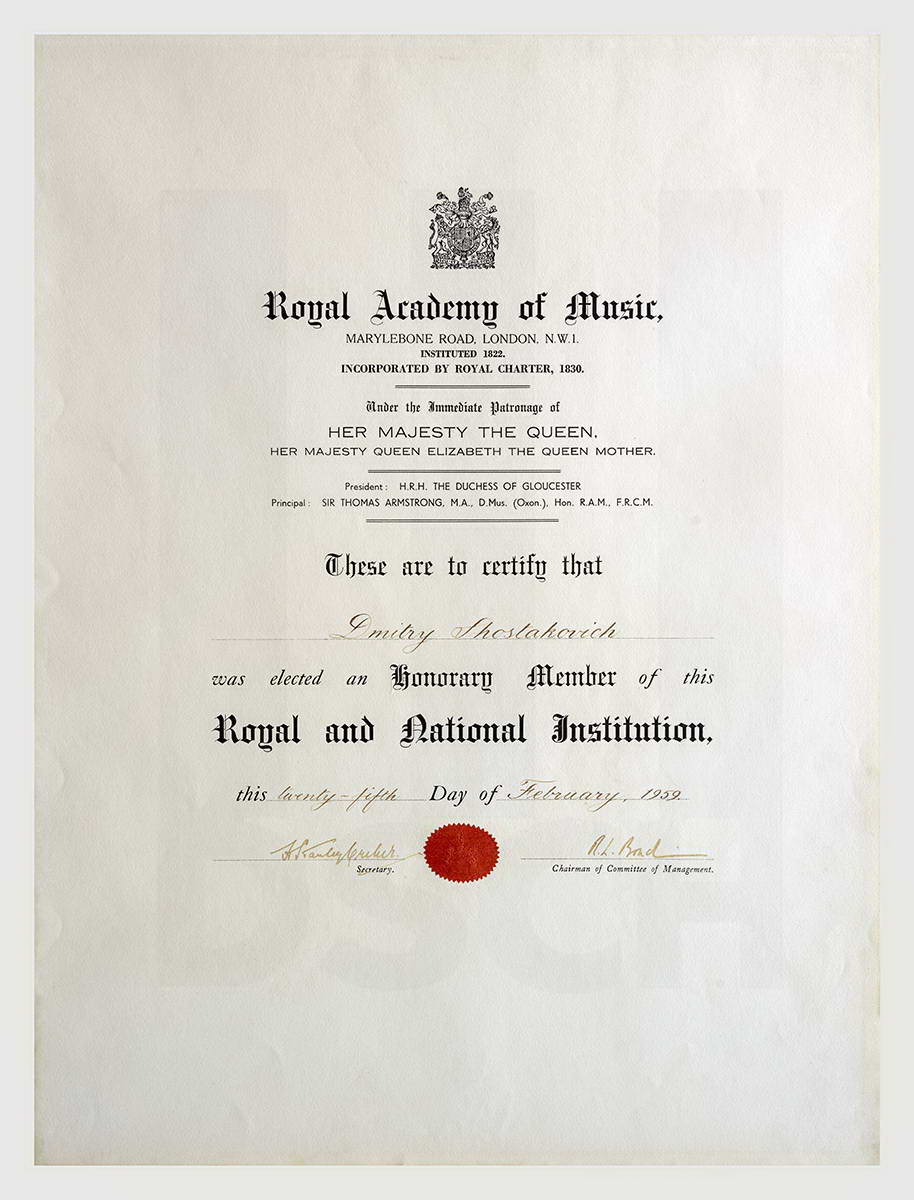 Royal Academy of Music,
MARYLEBONE ROAD, LONDON, N.W.1.
INSTITUTED 1822.
INCORPORATED BY ROYAL CHARTER, 1830.
Under the Immediate Patronage of
HER MAJESTY THE QUEEN,
HER MAJESTY QUEEN ELIZABETH THE QUEEN MOTHER.
President: H.R.H. THE DUCHESS OF GLOUCESTER
Principal: SIR THOMAS ARMSTRONG, M.A., D.Mus. (Oxon.), Hon. R.A.M., F.R.C.M.
These are to certify that
Dmitry Shostakovich
was elected an Honorary Member of this
Royal and National Institution,
this twenty-fifth Day of February, 1959.
R.L. Bond
Secretary.
Chairman of Committee of Management.
DSCH